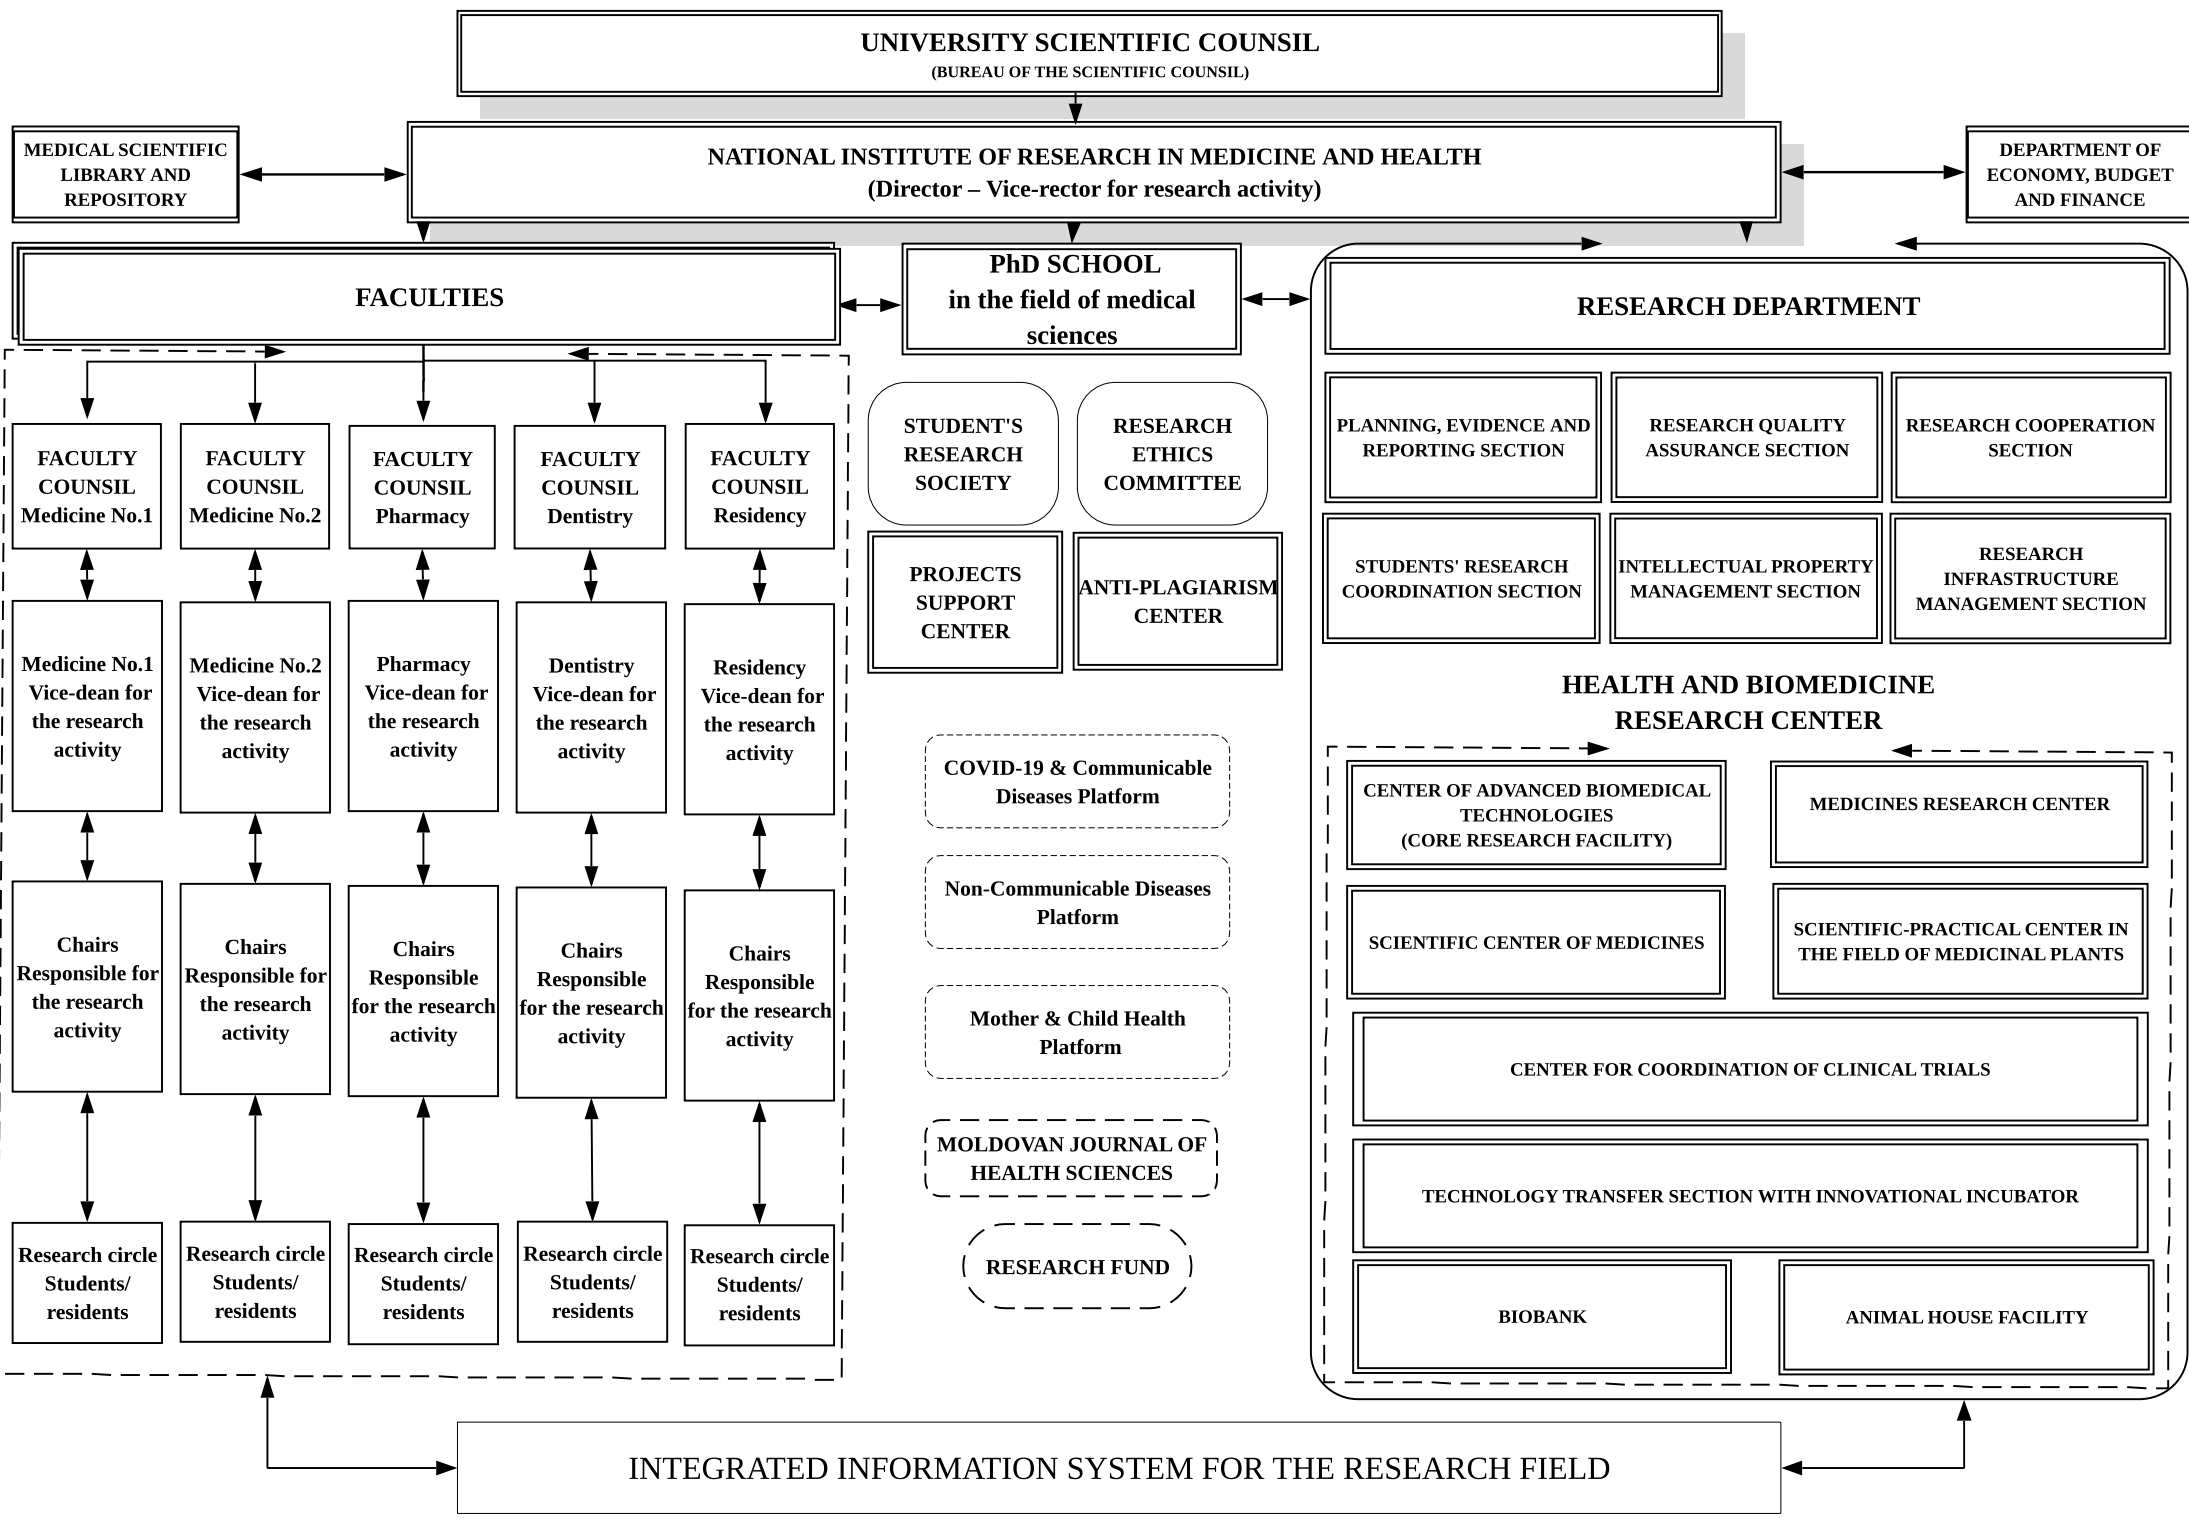 UNIVERSITY SCIENTIFIC COUNSIL
(BUREAU OF THE SCIENTIFIC COUNSIL)
MEDICAL SCIENTIFIC
LIBRARY AND
REPOSITORY
NATIONAL INSTITUTE OF RESEARCH IN MEDICINE AND HEALTH
(Director – Vice-rector for research activity)
DEPARTMENT OF
ECONOMY, BUDGET
AND FINANCE
FACULTIES
PhD SCHOOL
in the field of medical
sciences
RESEARCH DEPARTMENT
FACULTY
COUNSIL
Medicine No.1
FACULTY
COUNSIL
Medicine No.2
FACULTY
COUNSIL
Pharmacy
FACULTY
COUNSIL
Dentistry
FACULTY
COUNSIL
Residency
Medicine No.1
Vice-dean for
the research
activity
Medicine No.2
Vice-dean for
the research
activity
Pharmacy
Vice-dean for
the research
activity
Dentistry
Vice-dean for
the research
activity
Residency
Vice-dean for
the research
activity
Chairs
Responsible for
the research
activity
Chairs
Responsible for
the research
activity
Chairs
Responsible
for the research
activity
Chairs
Responsible
for the research
activity
Chairs
Responsible
for the research
activity
Research circle
Students/
residents
Research circle
Students/
residents
Research circle
Students/
residents
Research circle
Students/
residents
Research circle
Students/
residents
STUDENT'S
RESEARCH
SOCIETY
RESEARCH
ETHICS
COMMITTEE
PROJECTS
SUPPORT
CENTER
ANTI-PLAGIARISM
CENTER
COVID-19 & Communicable
Diseases Platform
Non-Communicable Diseases
Platform
Mother & Child Health
Platform
MOLDOVAN JOURNAL OF
HEALTH SCIENCES
RESEARCH FUND
PLANNING, EVIDENCE AND
REPORTING SECTION
RESEARCH QUALITY
ASSURANCE SECTION
RESEARCH COOPERATION
SECTION
STUDENTS' RESEARCH
COORDINATION SECTION
INTELLECTUAL PROPERTY
MANAGEMENT SECTION
RESEARCH
INFRASTRUCTURE
MANAGEMENT SECTION
HEALTH AND BIOMEDICINE
RESEARCH CENTER
CENTER OF ADVANCED BIOMEDICAL
TECHNOLOGIES
(CORE RESEARCH FACILITY)
MEDICINES RESEARCH CENTER
SCIENTIFIC CENTER OF MEDICINES
SCIENTIFIC-PRACTICAL CENTER IN
THE FIELD OF MEDICINAL PLANTS
CENTER FOR COORDINATION OF CLINICAL TRIALS
TECHNOLOGY TRANSFER SECTION WITH INNOVATIONAL INCUBATOR
BIOBANK
ANIMAL HOUSE FACILITY
INTEGRATED INFORMATION SYSTEM FOR THE RESEARCH FIELD